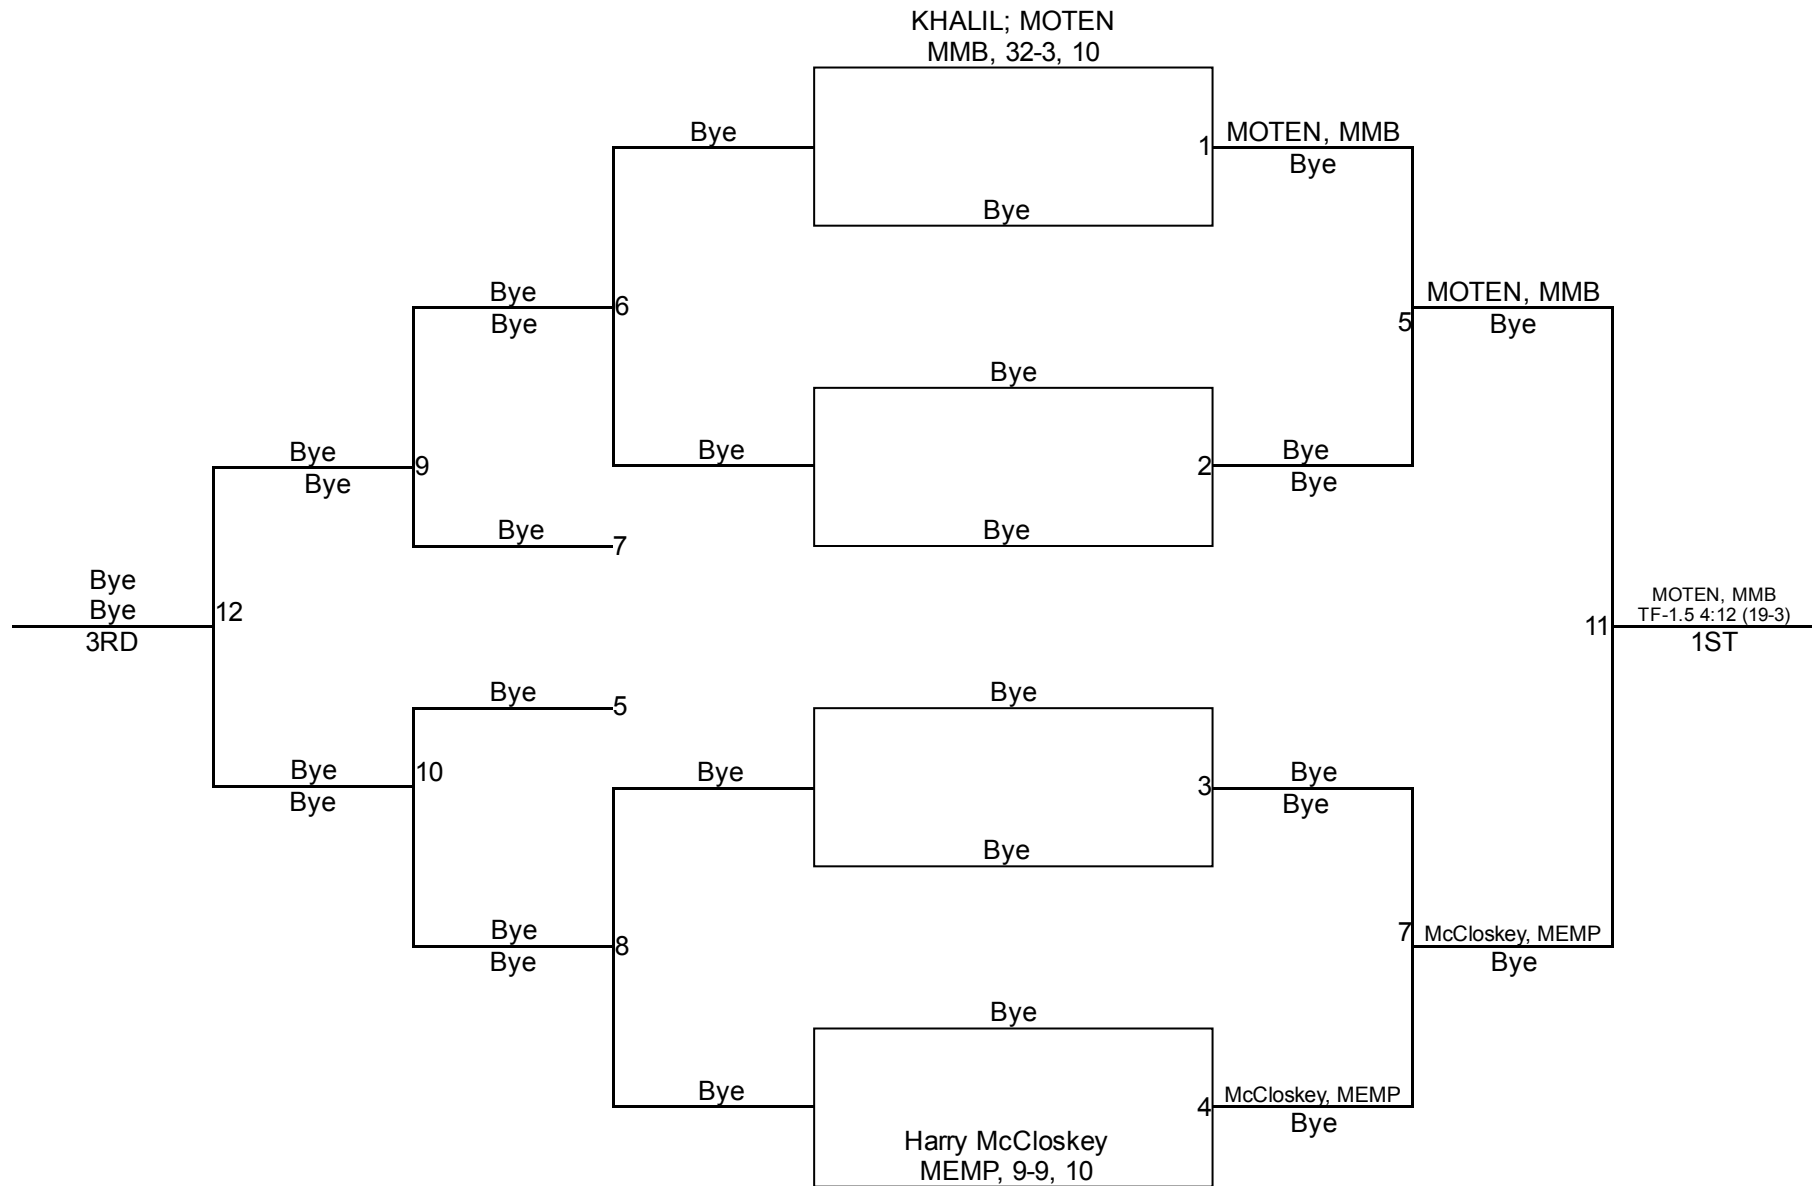 KHALIL; MOTEN
MMB, 32-3, 10
Bye
1
MOTEN, MMB
Bye
Bye
Bye
Bye
6
MOTEN, MMB
5
Bye
Bye
Bye
9
Bye
Bye
2
Bye
Bye
Bye
Bye
7
Bye
Bye
12
3RD
MOTEN, MMB
TF-1.5 4:12 (19-3)
11
1ST
Bye
5
Bye
Bye
10
Bye
Bye
3
Bye
Bye
Bye
Bye
8
Bye
7
McCloskey, MEMP
Bye
Bye
Bye
4
McCloskey, MEMP
Bye
Harry McCloskey
MEMP, 9-9, 10